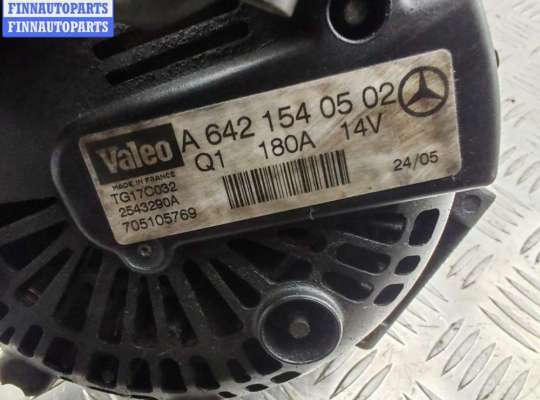 FINNAUTOPARTS
FINNAUTOPARTS
Valeo
A 642 154 05 02
Q1 180A 14V
MADE IN FRANCE
TG17C032
2543290A
705105769
24/05